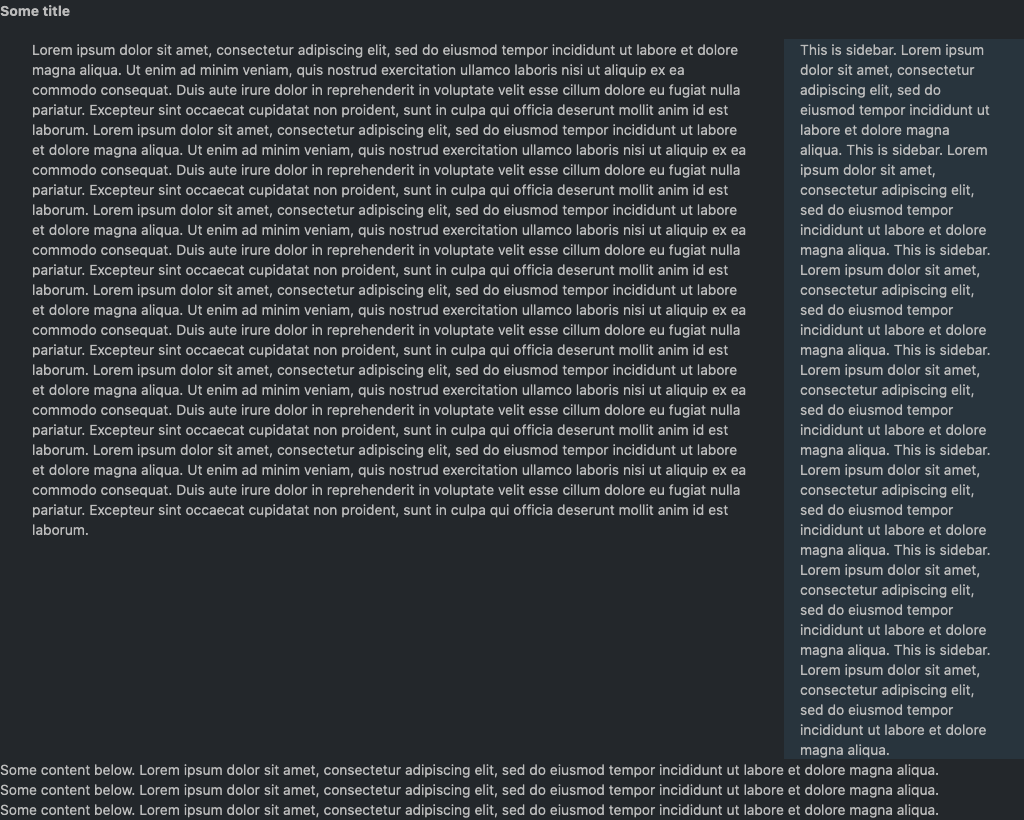 Some title
Lorem ipsum dolor sit amet, consectetur adipiscing elit, sed do eiusmod tempor incididunt ut labore et dolore
magna aliqua. Ut enim ad minim veniam, quis nostrud exercitation ullamco laboris nisi ut aliquip ex ea
commodo consequat. Duis aute irure dolor in reprehenderit in voluptate velit esse cillum dolore eu fugiat nulla
pariatur. Excepteur sint occaecat cupidatat non proident, sunt in culpa qui officia deserunt mollit anim id est
laborum. Lorem ipsum dolor sit amet, consectetur adipiscing elit, sed do eiusmod tempor incididunt ut labore
et dolore magna aliqua. Ut enim ad minim veniam, quis nostrud exercitation ullamco laboris nisi ut aliquip ex ea
commodo consequat. Duis aute irure dolor in reprehenderit in voluptate velit esse cillum dolore eu fugiat nulla
pariatur. Excepteur sint occaecat cupidatat non proident, sunt in culpa qui officia deserunt mollit anim id est
laborum. Lorem ipsum dolor sit amet, consectetur adipiscing elit, sed do eiusmod tempor incididunt ut labore
et dolore magna aliqua. Ut enim ad minim veniam, quis nostrud exercitation ullamco laboris nisi ut aliquip ex ea
commodo consequat. Duis aute irure dolor in reprehenderit in voluptate velit esse cillum dolore eu fugiat nulla
pariatur. Excepteur sint occaecat cupidatat non proident, sunt in culpa qui officia deserunt mollit anim id est
laborum. Lorem ipsum dolor sit amet, consectetur adipiscing elit, sed do eiusmod tempor incididunt ut labore
et dolore magna aliqua. Ut enim ad minim veniam, quis nostrud exercitation ullamco laboris nisi ut aliquip ex ea
commodo consequat. Duis aute irure dolor in reprehenderit in voluptate velit esse cillum dolore eu fugiat nulla
pariatur. Excepteur sint occaecat cupidatat non proident, sunt in culpa qui officia deserunt mollit anim id est
laborum. Lorem ipsum dolor sit amet, consectetur adipiscing elit, sed do eiusmod tempor incididunt ut labore
et dolore magna aliqua. Ut enim ad minim veniam, quis nostrud exercitation ullamco laboris nisi ut aliquip ex ea
commodo consequat. Duis aute irure dolor in reprehenderit in voluptate velit esse cillum dolore eu fugiat nulla
pariatur. Excepteur sint occaecat cupidatat non proident, sunt in culpa qui officia deserunt mollit anim id est
laborum. Lorem ipsum dolor sit amet, consectetur adipiscing elit, sed do eiusmod tempor incididunt ut labore
et dolore magna aliqua. Ut enim ad minim veniam, quis nostrud exercitation ullamco laboris nisi ut aliquip ex ea
commodo consequat. Duis aute irure dolor in reprehenderit in voluptate velit esse cillum dolore eu fugiat nulla
pariatur. Excepteur sint occaecat cupidatat non proident, sunt in culpa qui officia deserunt mollit anim id est
laborum.
This is sidebar. Lorem ipsum
dolor sit amet, consectetur
adipiscing elit, sed do
eiusmod tempor incididunt ut
labore et dolore magna
aliqua. This is sidebar. Lorem
ipsum dolor sit amet,
consectetur adipiscing elit,
sed do eiusmod tempor
incididunt ut labore et dolore
magna aliqua. This is sidebar.
Lorem ipsum dolor sit amet,
consectetur adipiscing elit,
sed do eiusmod tempor
incididunt ut labore et dolore
magna aliqua. This is sidebar.
Lorem ipsum dolor sit amet,
consectetur adipiscing elit,
sed do eiusmod tempor
incididunt ut labore et dolore
magna aliqua. This is sidebar.
Lorem ipsum dolor sit amet,
consectetur adipiscing elit,
sed do eiusmod tempor
incididunt ut labore et dolore
magna aliqua. This is sidebar.
Lorem ipsum dolor sit amet,
consectetur adipiscing elit,
sed do eiusmod tempor
incididunt ut labore et dolore
magna aliqua. This is sidebar.
Lorem ipsum dolor sit amet,
consectetur adipiscing elit,
sed do eiusmod tempor
incididunt ut labore et dolore
magna aliqua.
Some content below. Lorem ipsum dolor sit amet, consectetur adipiscing elit, sed do eiusmod tempor incididunt ut labore et dolore magna aliqua.
Some content below. Lorem ipsum dolor sit amet, consectetur adipiscing elit, sed do eiusmod tempor incididunt ut labore et dolore magna aliqua.
Some content below. Lorem ipsum dolor sit amet, consectetur adipiscing elit, sed do eiusmod tempor incididunt ut labore et dolore magna aliqua.